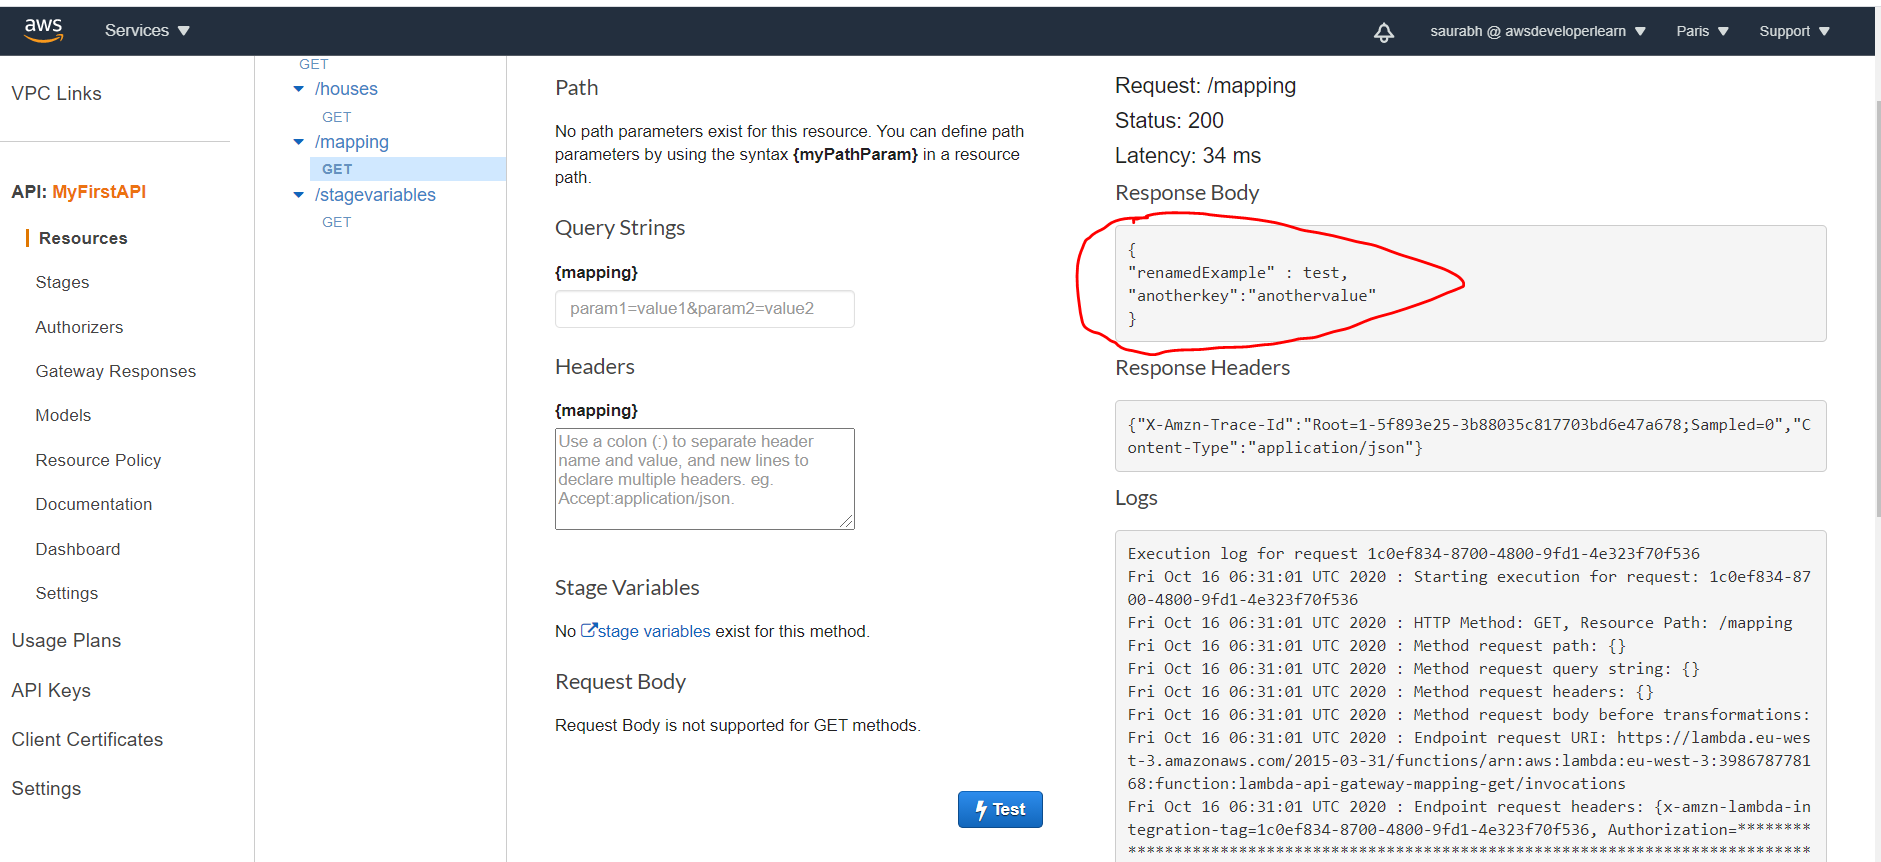 aws
Services
saurabh @ awsdeveloperlearn
Paris
Support
VPC Links
API: MyFirstAPI
Resources
Stages
Authorizers
Gateway Responses
Models
Resource Policy
Documentation
Dashboard
Settings
Usage Plans
API Keys
Client Certificates
Settings
GET
/houses
GET
/mapping
GET
/stagevariables
GET
Path
No path parameters exist for this resource. You can define path
parameters by using the syntax {myPathParam} in a resource
path.
Query Strings
{mapping}
param1=value1&param2=value2
Headers
{mapping}
Use a colon (:) to separate header
name and value, and new lines to
declare multiple headers. eg.
Accept:application/json.
Stage Variables
No stage variables exist for this method.
Request Body
Request Body is not supported for GET methods.
Test
Request: /mapping
Status: 200
Latency: 34 ms
Response Body
{
"renamedExample" : test,
"anotherkey":"anothervalue"
}
Response Headers
{"X-Amzn-Trace-Id":"Root=1-5f893e25-3b88035c817703bd6e47a678;Sampled=0","C
ontent-Type":"application/json"}
Logs
Execution log for request 1c0ef834-8700-4800-9fd1-4e323f70f536
Fri Oct 16 06:31:01 UTC 2020 : Starting execution for request: 1c0ef834-87
00-4800-9fd1-4e323f70f536
Fri Oct 16 06:31:01 UTC 2020 : HTTP Method: GET, Resource Path: /mapping
Fri Oct 16 06:31:01 UTC 2020 : Method request path: {}
Fri Oct 16 06:31:01 UTC 2020 : Method request query string: {}
Fri Oct 16 06:31:01 UTC 2020 : Method request headers: {}
Fri Oct 16 06:31:01 UTC 2020 : Method request body before transformations:
Fri Oct 16 06:31:01 UTC 2020 : Endpoint request URI: https://lambda.eu-wes
t-3.amazonaws.com/2015-03-31/functions/arn:aws:lambda:eu-west-3:3986787781
68:function:lambda-api-gateway-mapping-get/invocations
Fri Oct 16 06:31:01 UTC 2020 : Endpoint request headers: {x-amzn-lambda-in
tegration-tag=1c0ef834-8700-4800-9fd1-4e323f70f536, Authorization=********
**************************************************************************